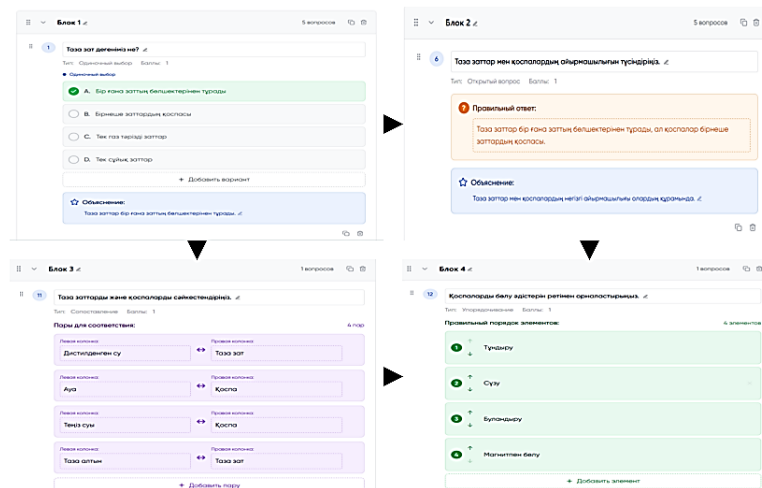 Блок 1
5 вопросов
1
Таза зат дегеніміз не?
Тип: Одиночный выбор Баллы: 1
Одиночный выбор
A. Бір ғана заттың бөлшектерінен тұрады
B. Бірнеше заттардың қоспасы
C. Тек газ тәрізді заттар
D. Тек сұйық заттар
+ Добавить вариант
Объяснение:
Таза заттар бір ғана заттың бөлшектерінен тұрады.
Блок 2
5 вопросов
6
Таза заттар мен қоспалардың айырмашылығын түсіндіріңіз.
Тип: Открытый вопрос Баллы: 1
Правильный ответ:
Таза заттар бір ғана заттың бөлшектерінен тұрады, ал қоспалар бірнеше
заттардың қоспасы.
Объяснение:
Таза заттар мен қоспалардың негізгі айырмашылығы олардың құрамында.
Блок 3
1 вопросов
11
Таза заттарды және қоспаларды сәйкестендіріңіз.
Тип: Сопоставление Баллы: 1
Пары для соответствия:
4 пар
Левая колонка Правая колонка
Дистилденген су Таза зат
Левая колонка Правая колонка
Ауа Қоспа
Левая колонка Правая колонка
Теңіз суы Қоспа
Левая колонка Правая колонка
Таза алтын Таза зат
+ Добавить пару
Блок 4
1 вопросов
12
Қоспаларды бөлу әдістерін ретімен орналастырыңыз.
Тип: Упорядочивание Баллы: 1
Правильный порядок элементов:
4 элементов
1 Тұндыру
2 Сүзу
3 Буландыру
4 Магнитпен бөлу
+ Добавить элемент